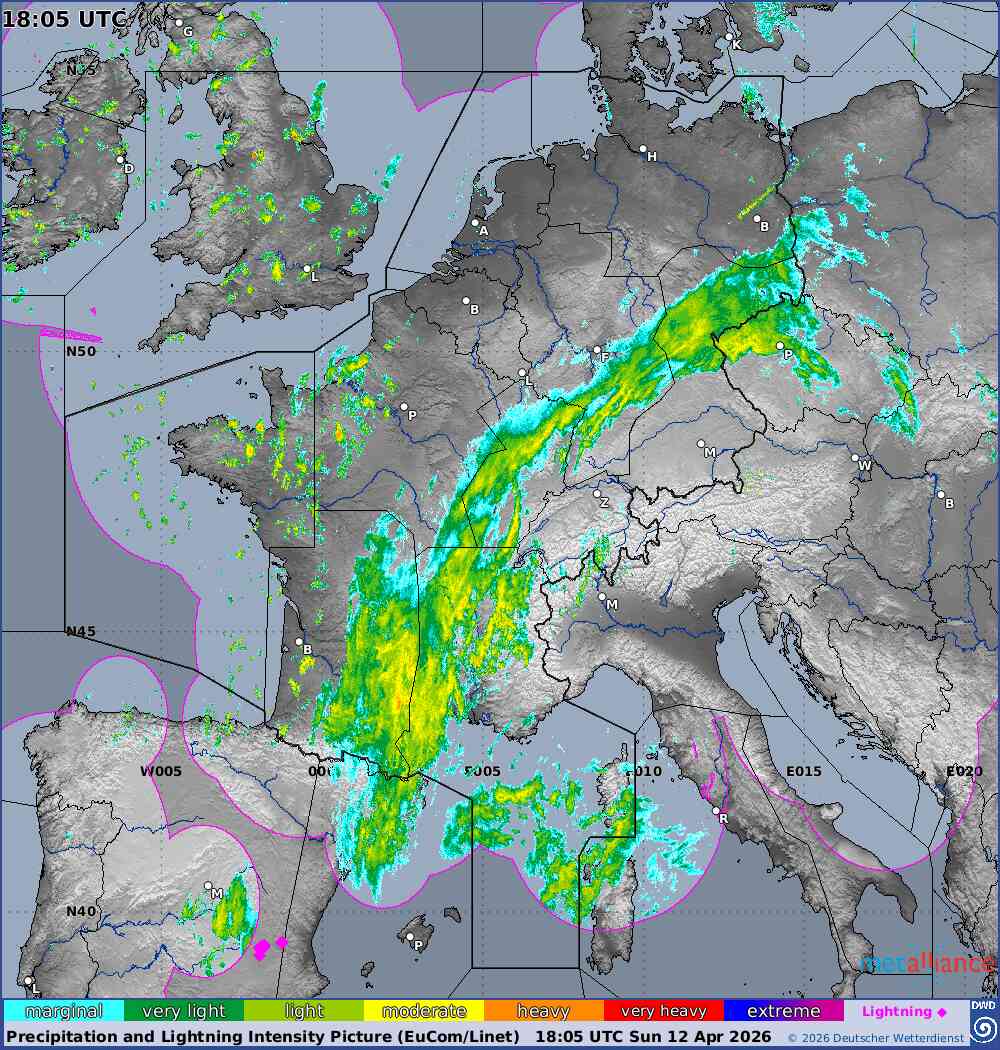 18:05 UTC
G
K
N55
D
H
A
B
L
B
N50
F
P
L
P
M
W
Z
B
M
N45
B
W005
000
E005
E010
E015
E020
R
M
N40
P
L
metalliance
marginal very light light moderate heavy very heavy extreme Lightning ◆
DWD
Precipitation and Lightning Intensity Picture (EuCom/Linet) 18:05 UTC Sun 12 Apr 2026 © 2026 Deutscher Wetterdienst